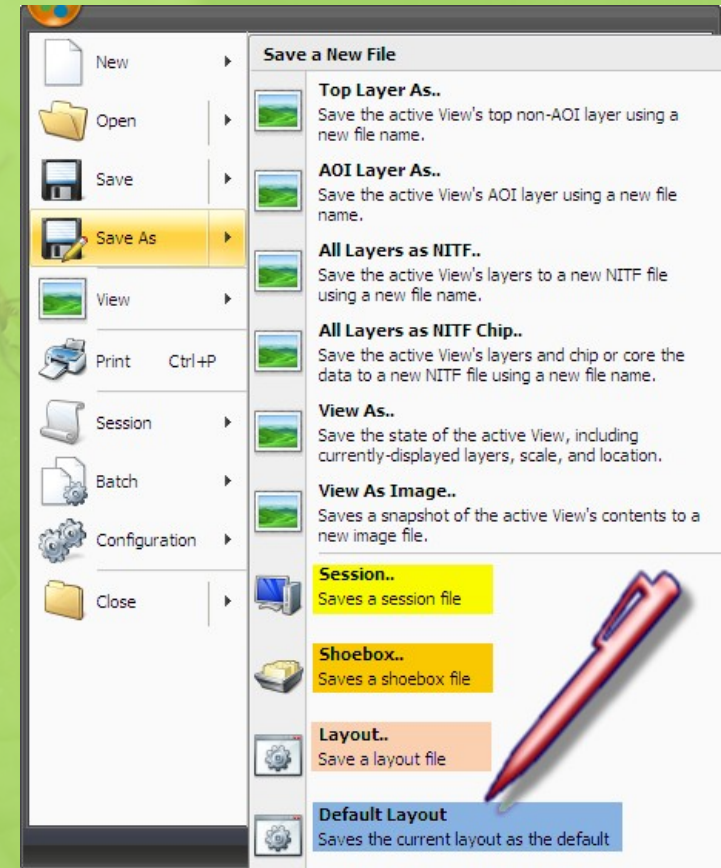 New
Open
Save
Save As
View
Print Ctrl+P
Session
Batch
Configuration
Close
Save a New File
Top Layer As..
Save the active View's top non-AOI layer using a
new file name.
AOI Layer As..
Save the active View's AOI layer using a new file
name.
All Layers as NITF..
Save the active View's layers to a new NITF file
using a new file name.
All Layers as NITF Chip..
Save the active View's layers and chip or core the
data to a new NITF file using a new file name.
View As..
Save the state of the active View, including
currently-displayed layers, scale, and location.
View As Image..
Saves a snapshot of the active View's contents to a
new image file.
Session..
Saves a session file
Shoebox..
Saves a shoebox file
Layout..
Save a layout file
Default Layout
Saves the current layout as the default